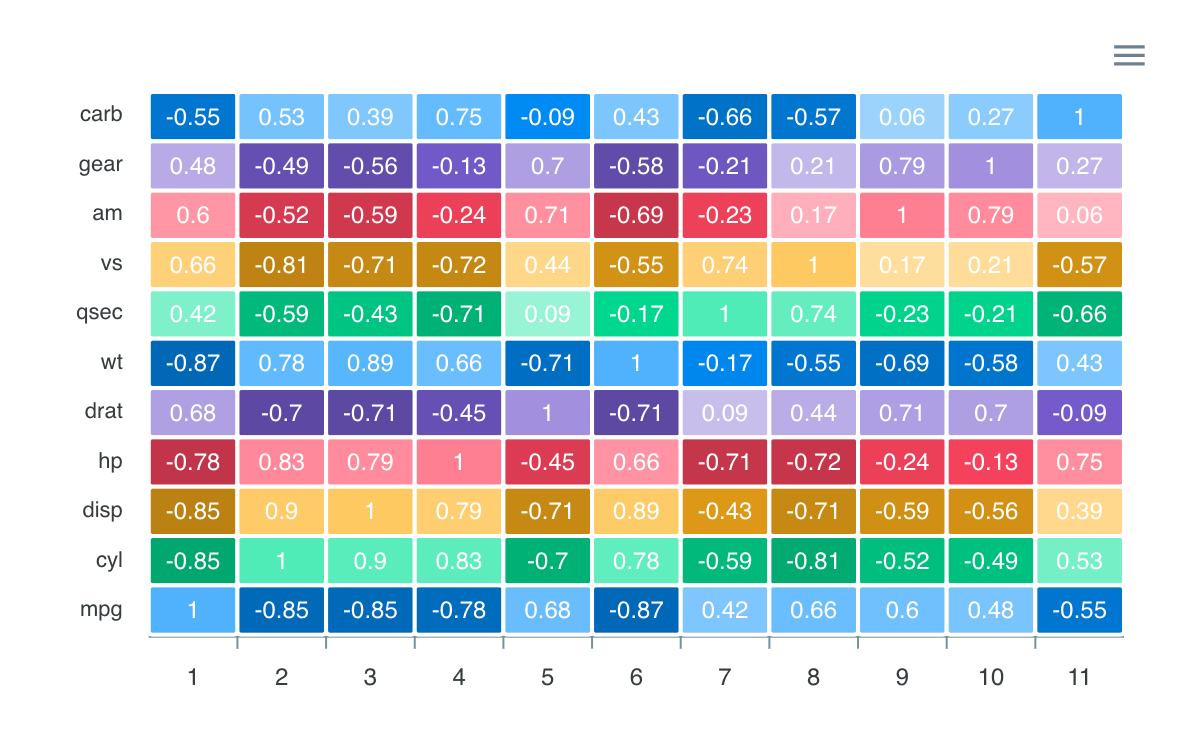 carb -0.55 0.53 0.39 0.75 -0.09 0.43 -0.66 -0.57 0.06 0.27 1
gear 0.48 -0.49 -0.56 -0.13 0.7 -0.58 -0.21 0.21 0.79 1 0.27
am 0.6 -0.52 -0.59 -0.24 0.71 -0.69 -0.23 0.17 1 0.79 0.06
vs 0.66 -0.81 -0.71 -0.72 0.44 -0.55 0.74 1 0.17 0.21 -0.57
qsec 0.42 -0.59 -0.43 -0.71 0.09 -0.17 1 0.74 -0.23 -0.21 -0.66
wt -0.87 0.78 0.89 0.66 -0.71 1 -0.17 -0.55 -0.69 -0.58 0.43
drat 0.68 -0.7 -0.71 -0.45 1 -0.71 0.09 0.44 0.71 0.7 -0.09
hp -0.78 0.83 0.79 1 -0.45 0.66 -0.71 -0.72 -0.24 -0.13 0.75
disp -0.85 0.9 1 0.79 -0.71 0.89 -0.43 -0.71 -0.59 -0.56 0.39
cyl -0.85 1 0.9 0.83 -0.7 0.78 -0.59 -0.81 -0.52 -0.49 0.53
mpg 1 -0.85 -0.85 -0.78 0.68 -0.87 0.42 0.66 0.6 0.48 -0.55
1 2 3 4 5 6 7 8 9 10 11